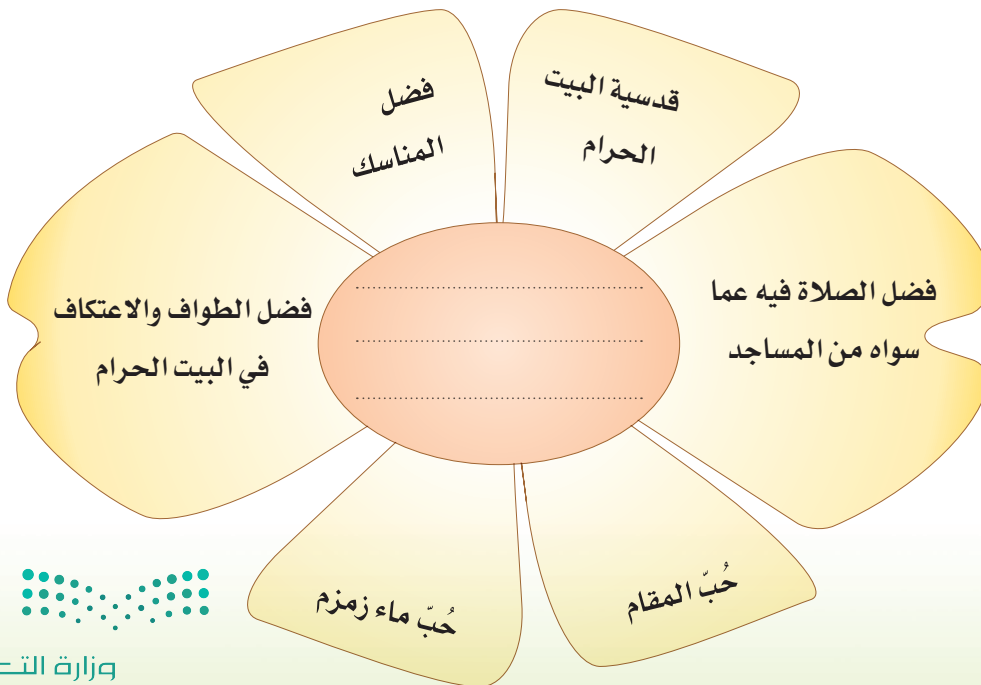 قدسية البيت
الحرام
فضل
المناسك
فضل الصلاة فيه عما
سواه من المساجد
فضل الطواف والاعتكاف
في البيت الحرام
حُبّ المقام
حُبّ ماء زمزم
وزارة التـ